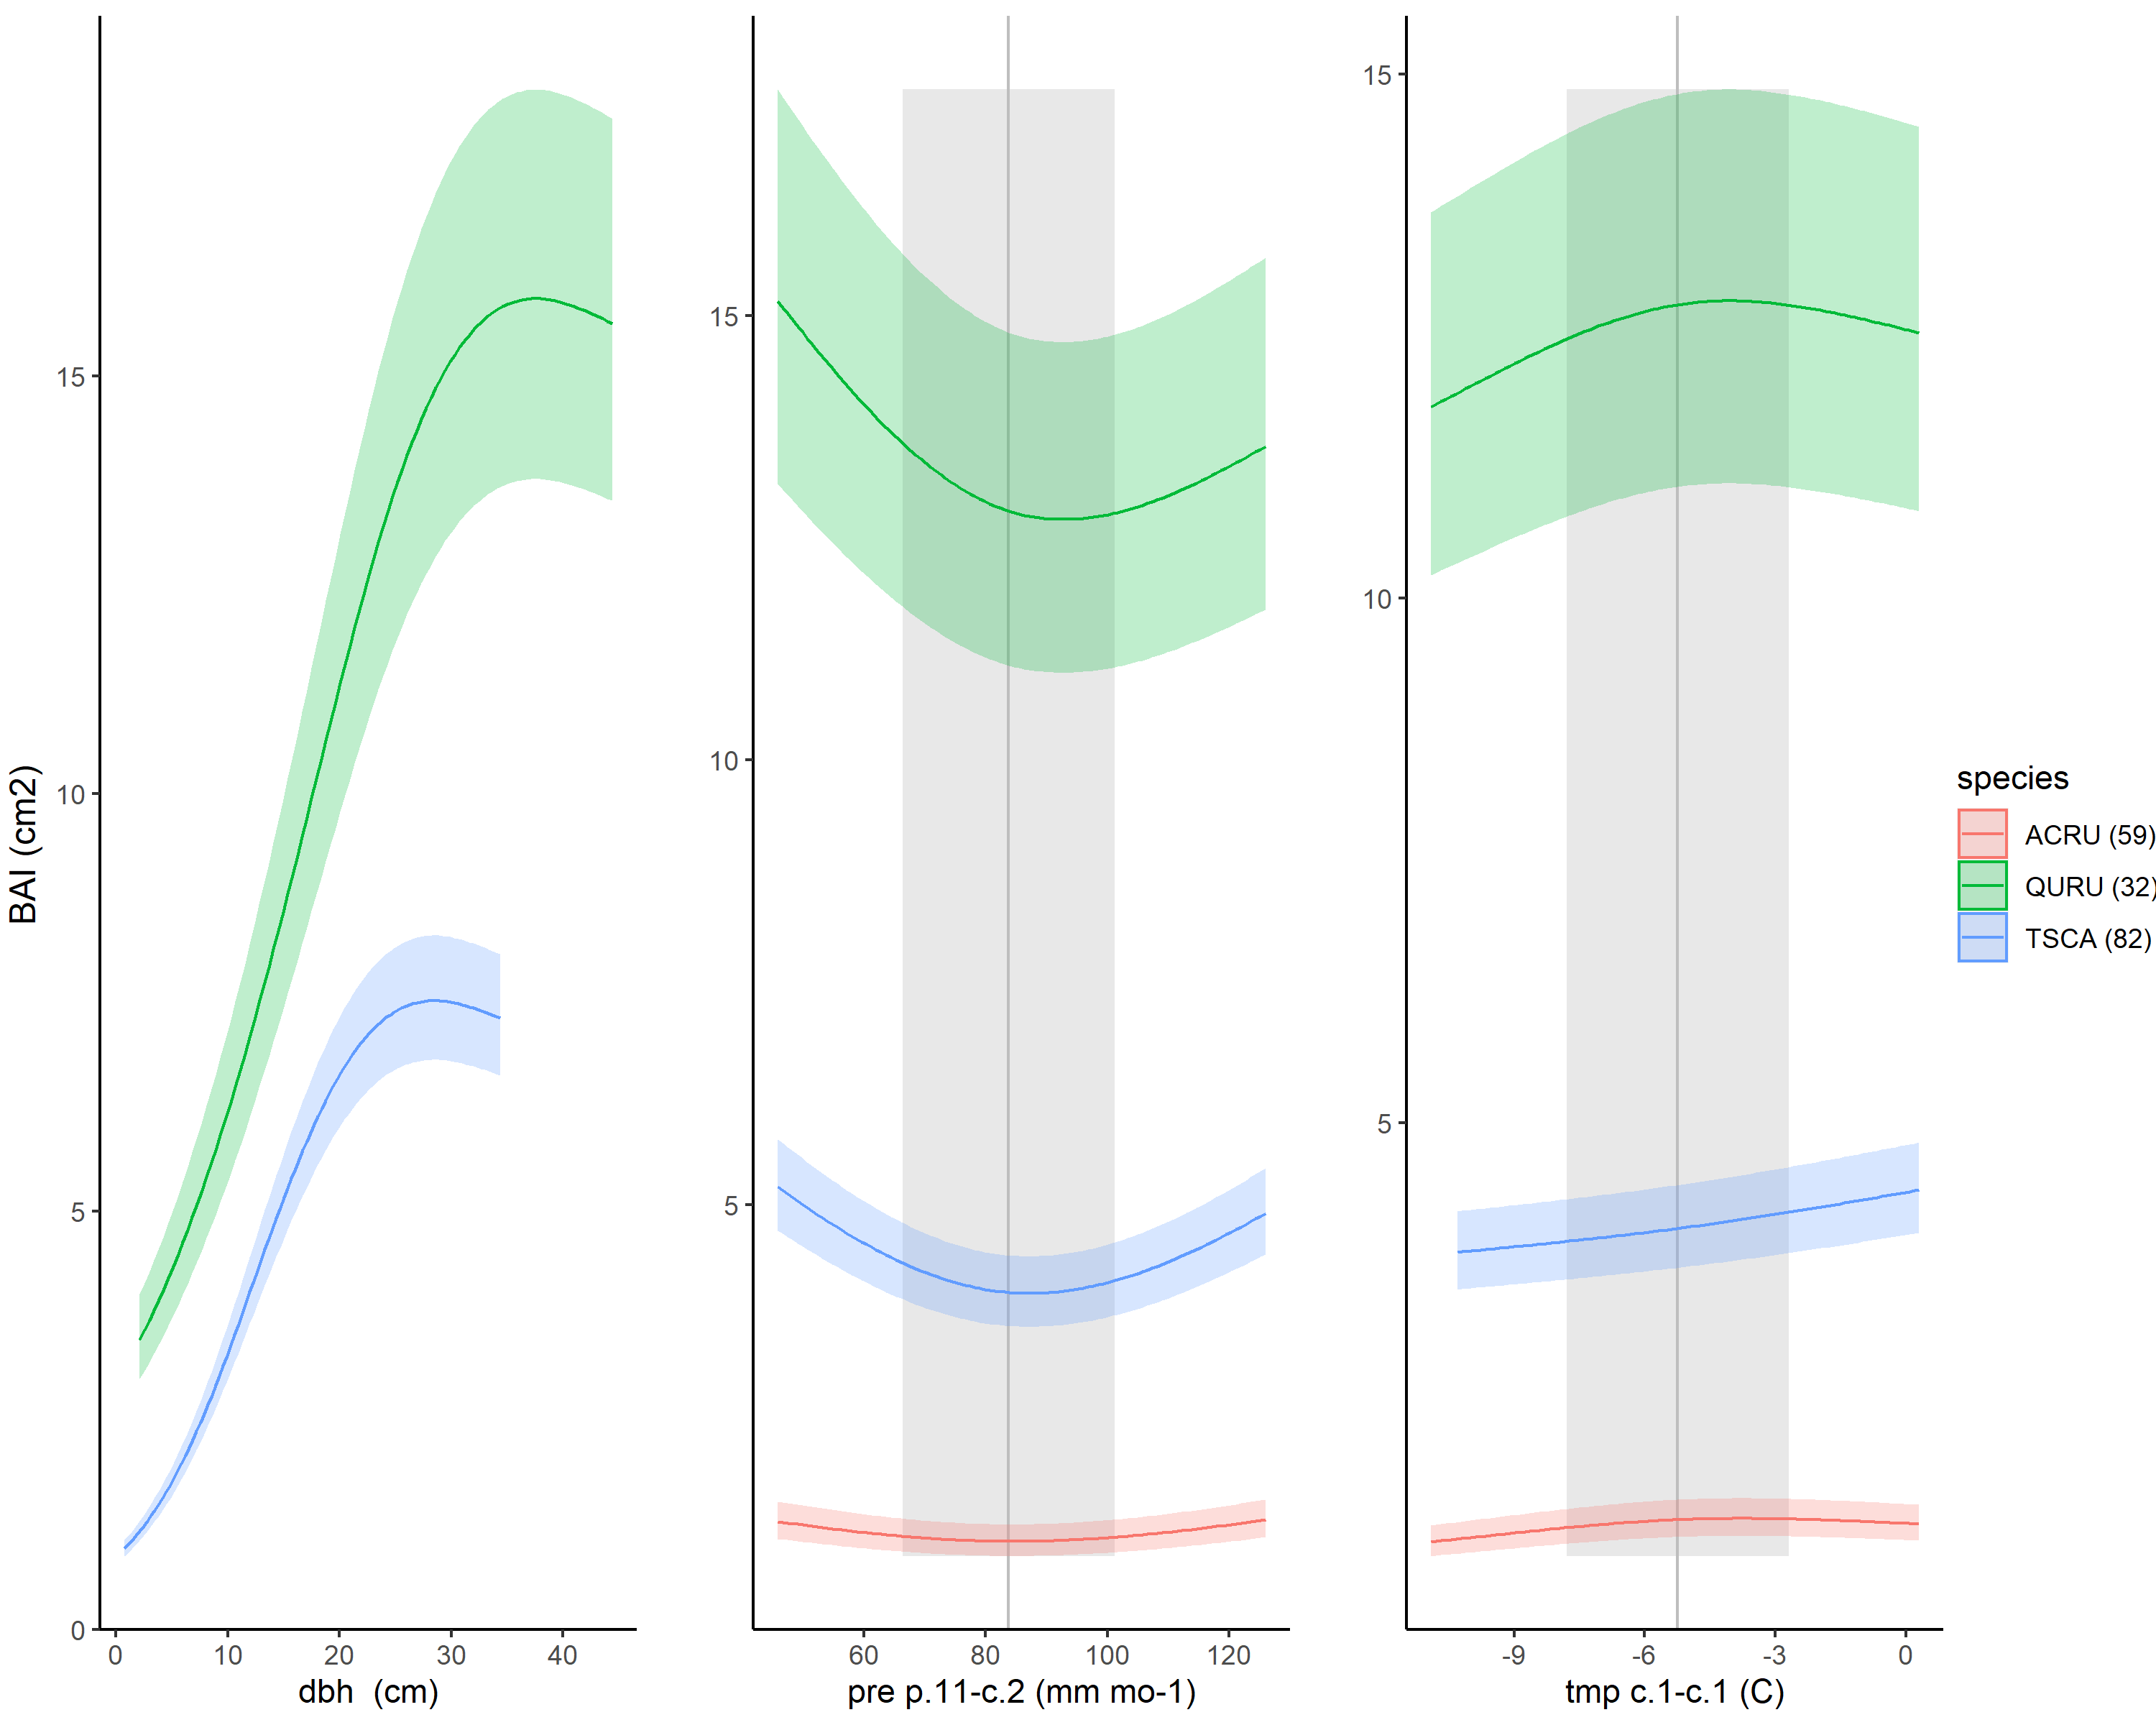 BAI (cm2)
15
10
5
0
0 10 20 30 40
dbh  (cm)
15
10
5
60 80 100 120
pre p.11-c.2 (mm mo-1)
15
10
5
-9 -6 -3 0
tmp c.1-c.1 (C)
species
ACRU (59)
QURU (32)
TSCA (82)